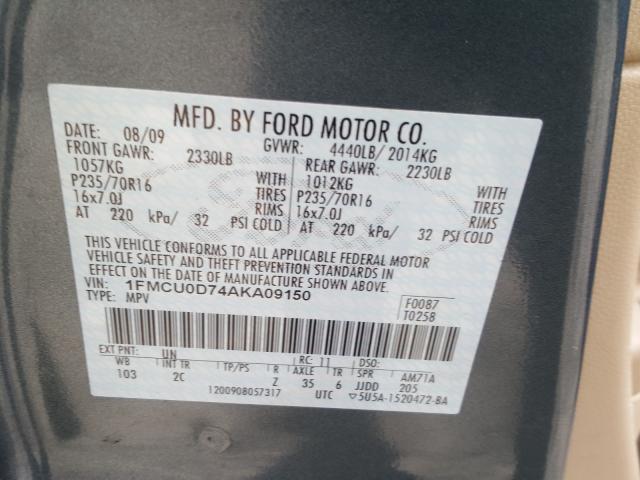 MFD. BY FORD MOTOR CO.
DATE: 08/09 GVWR: 4440LB/ 2014KG
FRONT GAWR: 2330LB REAR GAWR: 2230LB
1057KG WITH 1012KG WITH
P235/70R16 TIRES P235/70R16 TIRES
16x7.0J RIMS 16x7.0J RIMS
AT 220 kPa/ 32 PSI COLD AT 220 kPa/ 32 PSI COLD
THIS VEHICLE CONFORMS TO ALL APPLICABLE FEDERAL MOTOR
VEHICLE SAFETY AND THEFT PREVENTION STANDARDS IN
EFFECT ON THE DATE OF MANUFACTURE SHOWN ABOVE.
VIN: 1FMCU0D74AKA09150
TYPE: MPV
F0087
T0258
EXT PNT: UN RC: 11 DSO:
WB INT TR TP/PS R AXLE TR SPR AM71A
103 2C Z 35 6 JJDD 205
1200908057317 UTC ▽5U5A-1520472-BA
Ford